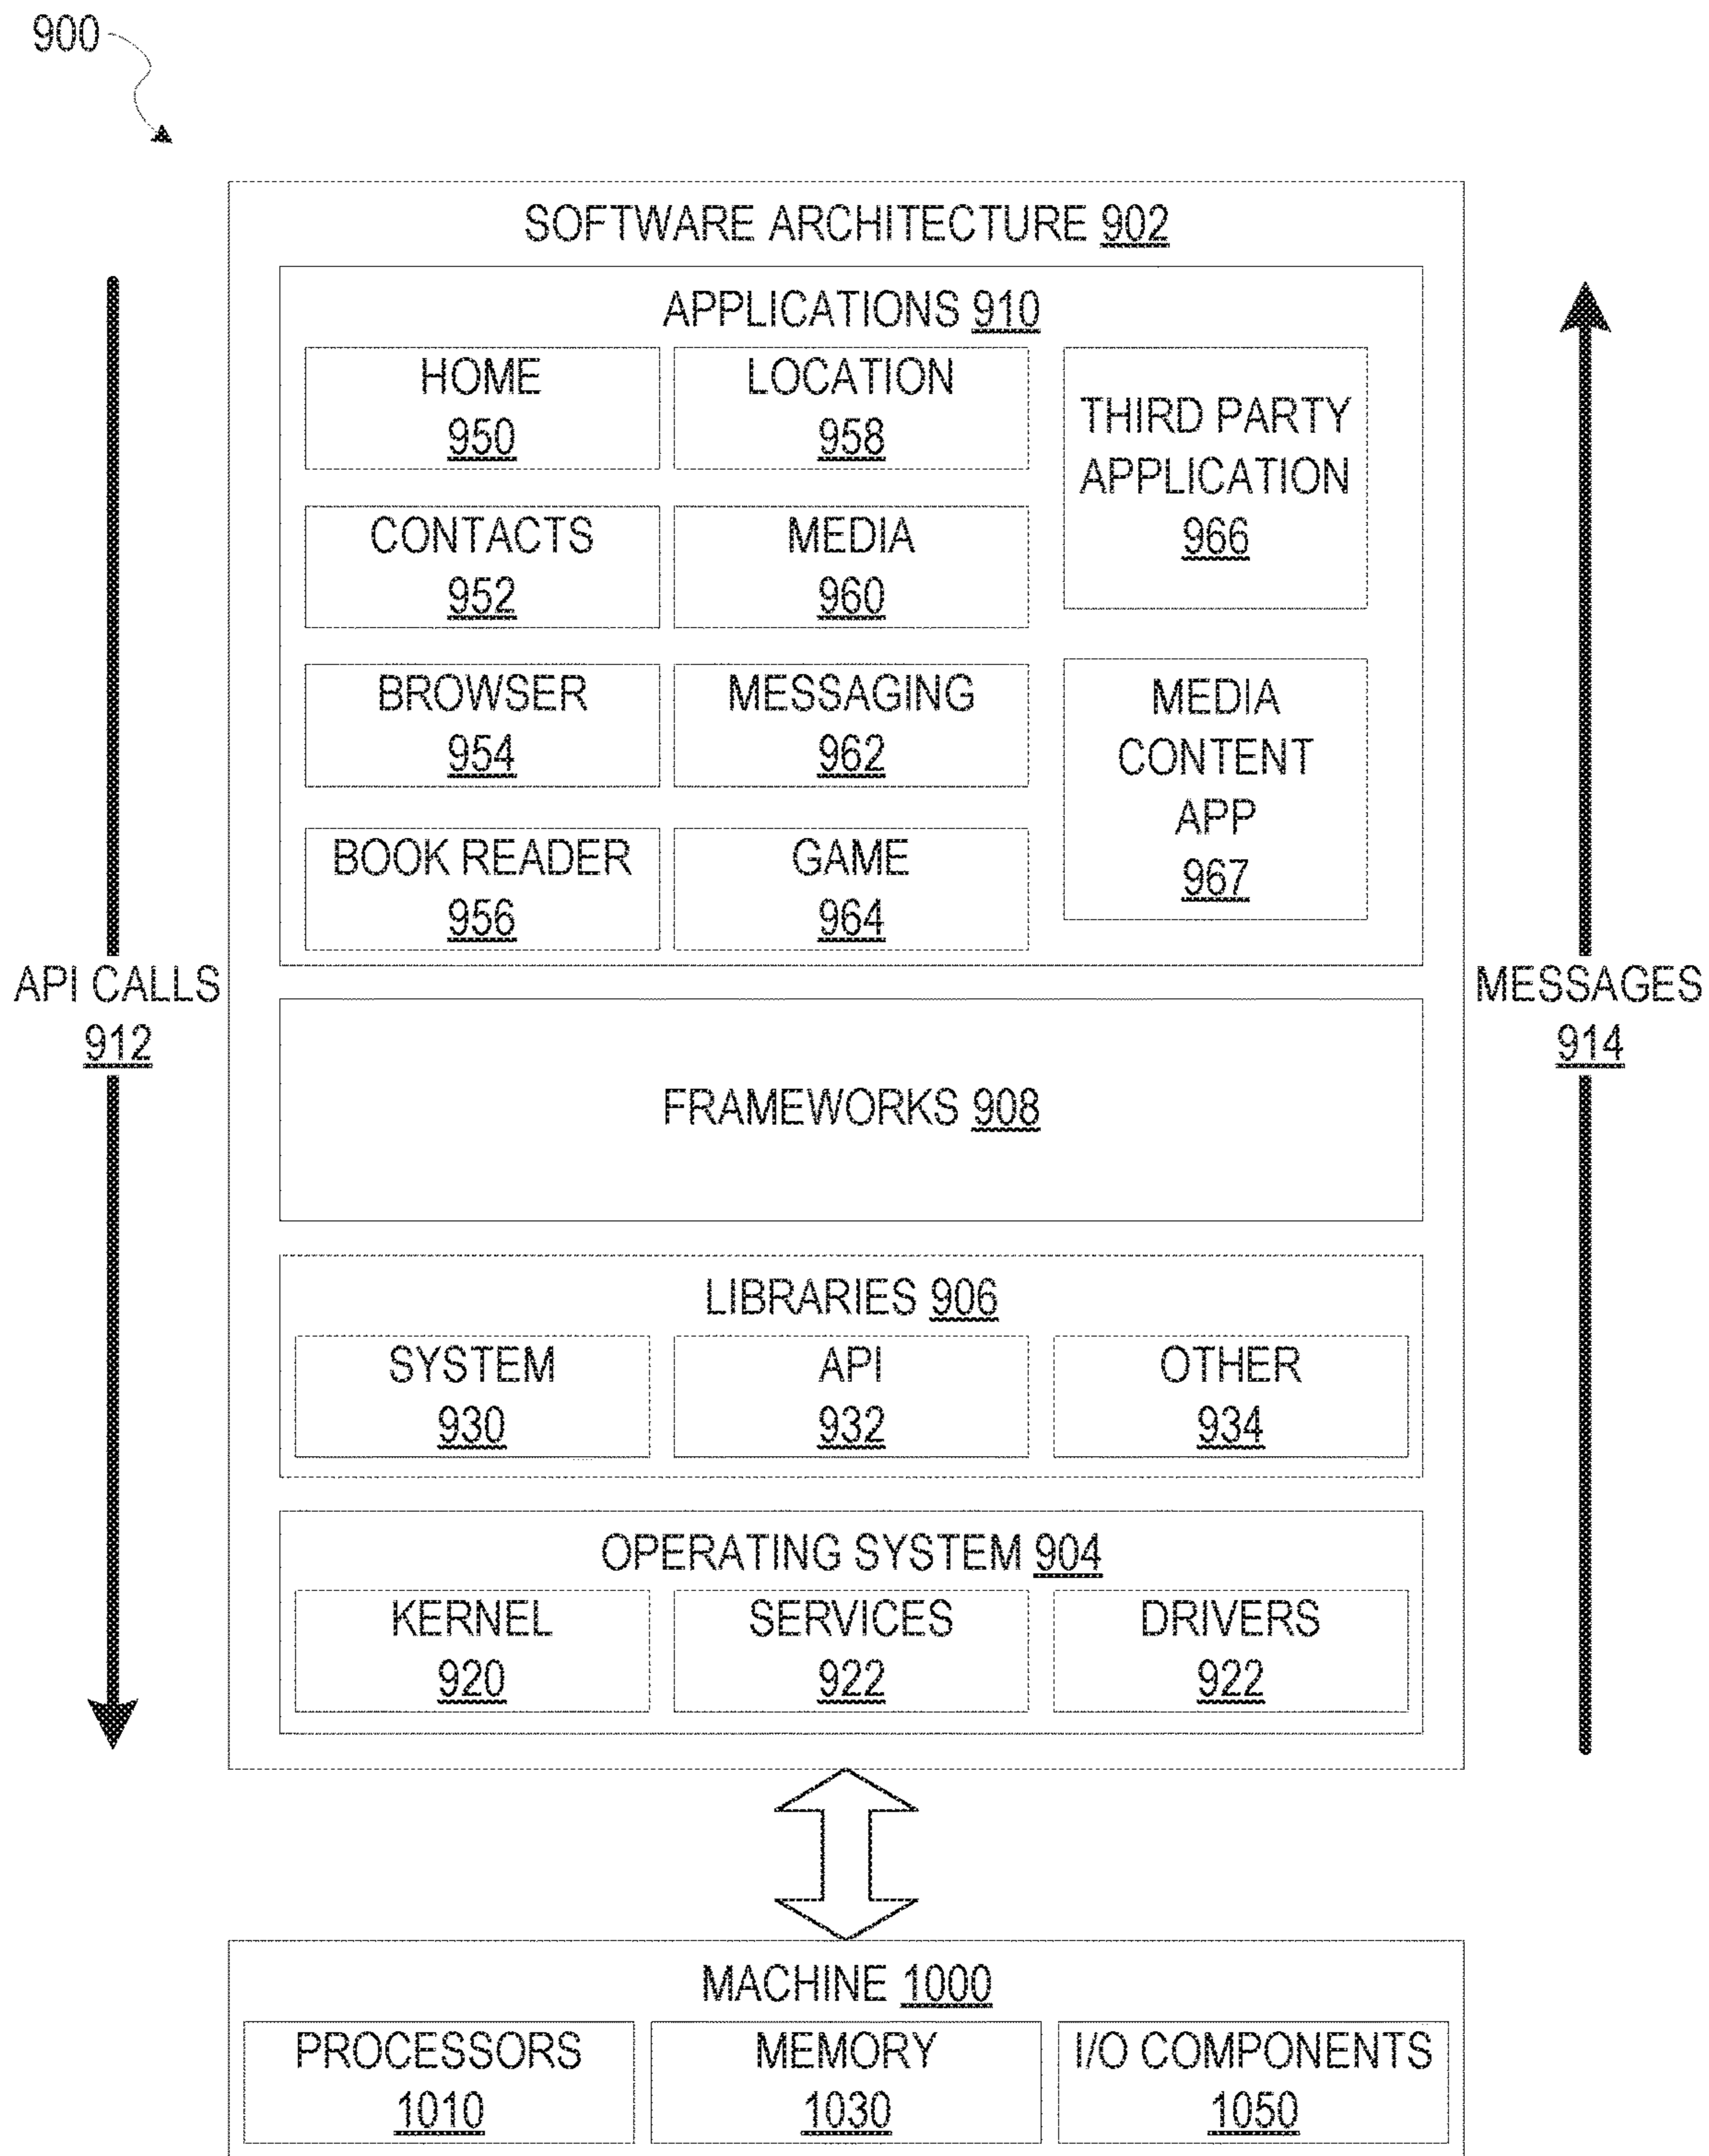 900
SOFTWARE ARCHITECTURE 902
APPLICATIONS 910
HOME
950
LOCATION
958
THIRD PARTY
APPLICATION
966
CONTACTS
952
MEDIA
960
BROWSER
954
MESSAGING
962
MEDIA
CONTENT
APP
967
BOOK READER
956
GAME
964
API CALLS
912
MESSAGES
914
FRAMEWORKS 908
LIBRARIES 906
SYSTEM
930
API
932
OTHER
934
OPERATING SYSTEM 904
KERNEL
920
SERVICES
922
DRIVERS
922
MACHINE 1000
PROCESSORS
1010
MEMORY
1030
I/O COMPONENTS
1050